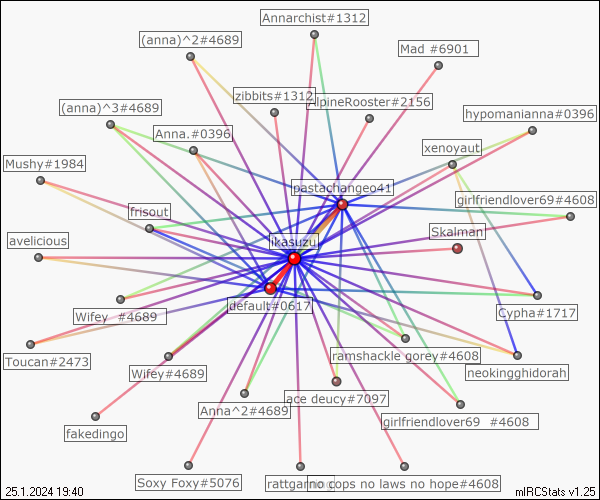 Annarchist#1312
(anna)^2#4689
Mad #6901
zibbits#1312
AlpineRooster#2156
(anna)^3#4689
hypomanianna#0396
Anna.#0396
xenoyaut
Mushy#1984
pastachangeo41
girlfriendlover69#4608
frisout
Skalman
avelicious
ikasuzu
default#0617
Wifey #4689
Cypha#1717
Toucan#2473
ramshackle gorey#4608
Wifey#4689
neokingghidorah
ace deucy#7097
Anna^2#4689
girlfriendlover69 #4608
fakedingo
Soxy Foxy#5076
no cops no laws no hope#4608
25.1.2024 19:40
mIRCStats v1.25